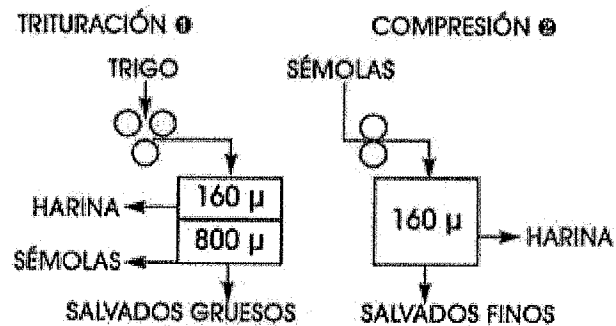 TRITURACIÓN ❶
TRIGO
160 µ
HARINA
800 µ
SÉMOLAS
SALVADOS GRUESOS
COMPRESIÓN ❷
SÉMOLAS
160 µ
HARINA
SALVADOS FINOS